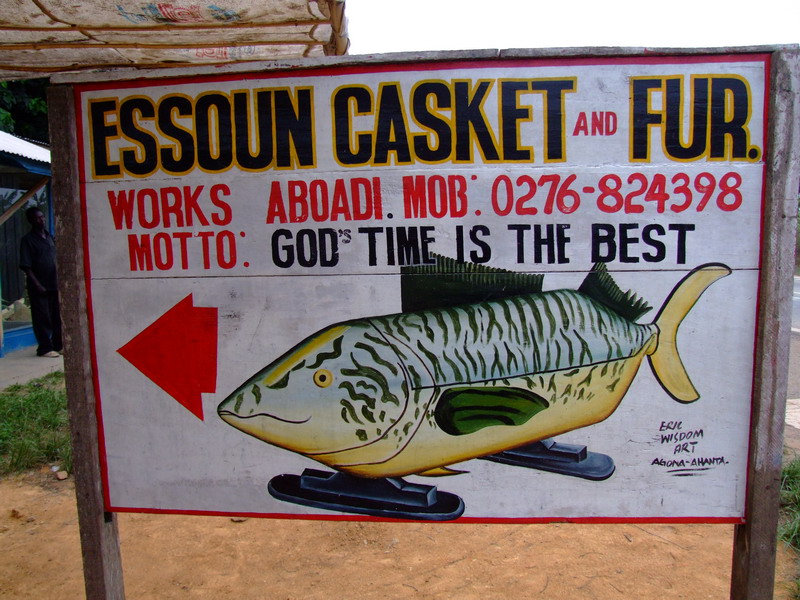 ESSOUN CASKET AND FUR.
WORKS ABOADI. MOB: 0276-824398
MOTTO: GOD'S TIME IS THE BEST
ERIC
WISDOM
ART
AGONA-AHANTA.